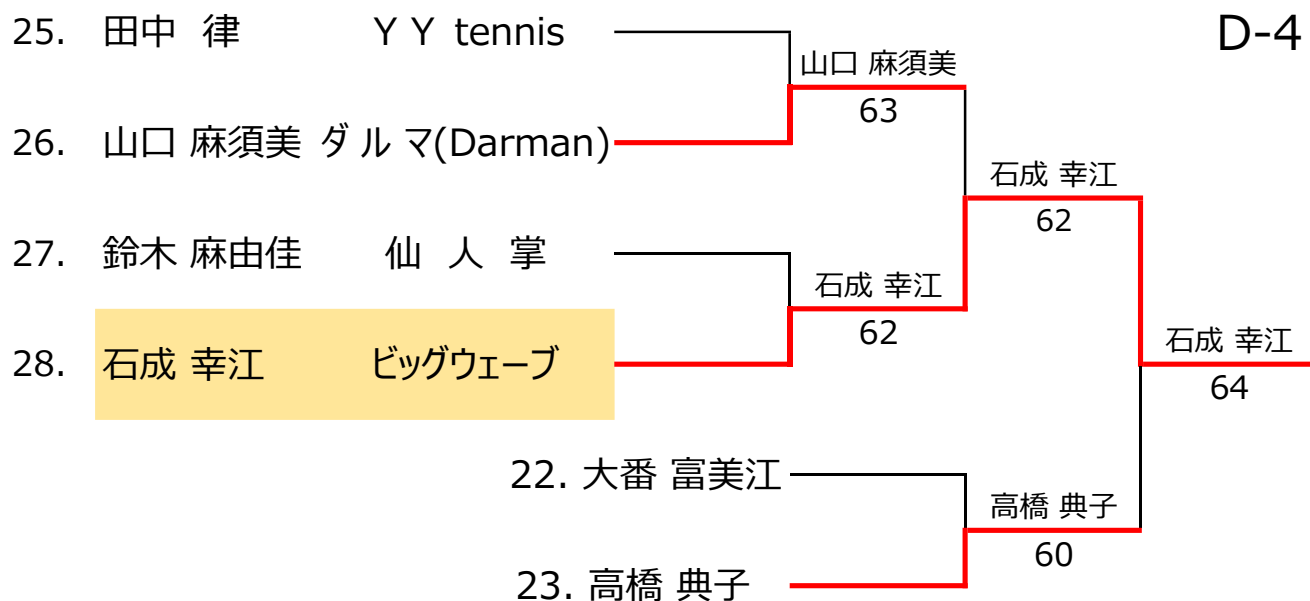 D-4
25. 田中 律 Y Y tennis
山口 麻須美
63
26. 山口 麻須美 ダ ル マ(Darman)
石成 幸江
62
27. 鈴木 麻由佳 仙 人 掌
石成 幸江
62
28. 石成 幸江 ビッグウェーブ
石成 幸江
64
22. 大番 富美江
高橋 典子
60
23. 高橋 典子